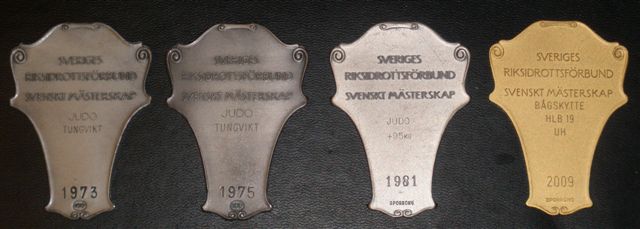 SVERIGES
RIKSIDROTTSFÖRBUND
SVENSKT MÄSTERSKAP
JUDO
TUNGVIKT
1973
SVERIGES
RIKSIDROTTSFÖRBUND
SVENSKT MÄSTERSKAP
JUDO
TUNGVIKT
1975
SVERIGES
RIKSIDROTTSFÖRBUND
SVENSKT MÄSTERSKAP
JUDO
+95KG
1981
SPORRONG
SVERIGES
RIKSIDROTTSFÖRBUND
SVENSKT MÄSTERSKAP
BÅGSKYTTE
HLB 19
UH
2009
SPORRONG